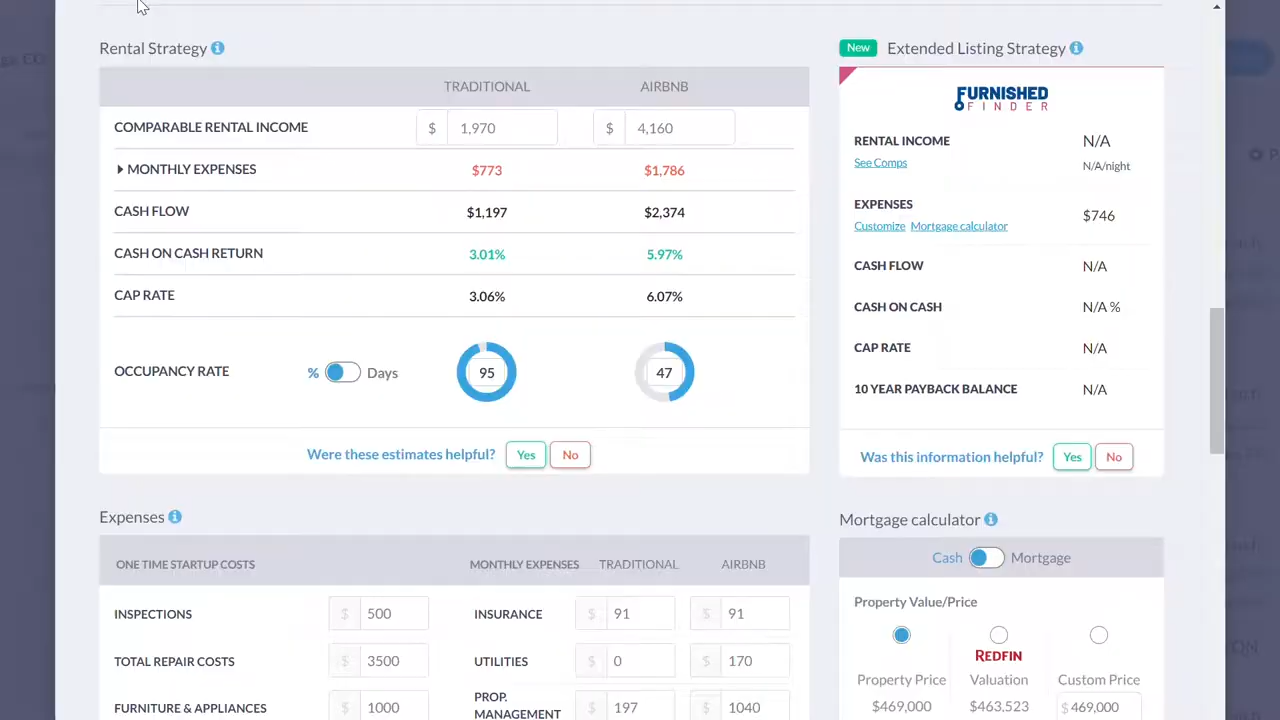 Rental Strategy
TRADITIONAL AIRBNB
COMPARABLE RENTAL INCOME $ 1,970 $ 4,160
MONTHLY EXPENSES $773 $1,786
CASH FLOW $1,197 $2,374
CASH ON CASH RETURN 3.01% 5.97%
CAP RATE 3.06% 6.07%
OCCUPANCY RATE % Days 95 47
Were these estimates helpful? Yes No
New Extended Listing Strategy
FURNISHED
FINDER
RENTAL INCOME N/A
See Comps N/A/night
EXPENSES $746
Customize Mortgage calculator
CASH FLOW N/A
CASH ON CASH N/A %
CAP RATE N/A
10 YEAR PAYBACK BALANCE N/A
Was this information helpful? Yes No
Expenses
ONE TIME STARTUP COSTS MONTHLY EXPENSES TRADITIONAL AIRBNB
INSPECTIONS $ 500 INSURANCE $ 91 $ 91
TOTAL REPAIR COSTS $ 3500 UTILITIES $ 0 $ 170
FURNITURE & APPLIANCES $ 1000 PROP. MANAGEMENT $ 197 $ 1040
Mortgage calculator
Cash Mortgage
Property Value/Price
REDFIN
Property Price Valuation Custom Price
$469,000 $463,523 $ 469,000